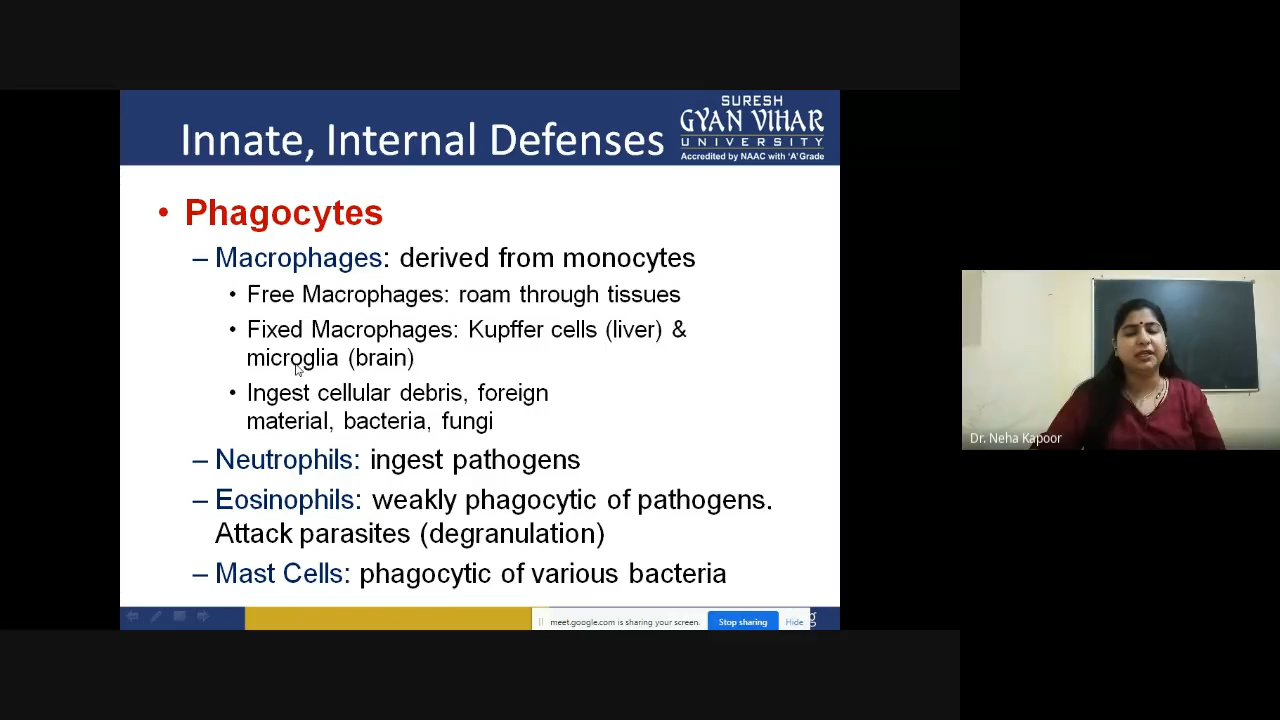 SURESH
GYAN VIHAR
UNIVERSITY
Accredited by NAAC with 'A' Grade
Innate, Internal Defenses
• Phagocytes
– Macrophages: derived from monocytes
• Free Macrophages: roam through tissues
• Fixed Macrophages: Kupffer cells (liver) &
microglia (brain)
• Ingest cellular debris, foreign
material, bacteria, fungi
– Neutrophils: ingest pathogens
– Eosinophils: weakly phagocytic of pathogens.
Attack parasites (degranulation)
– Mast Cells: phagocytic of various bacteria
meet.google.com is sharing your screen.
Stop sharing
Hide
Dr. Neha Kapoor